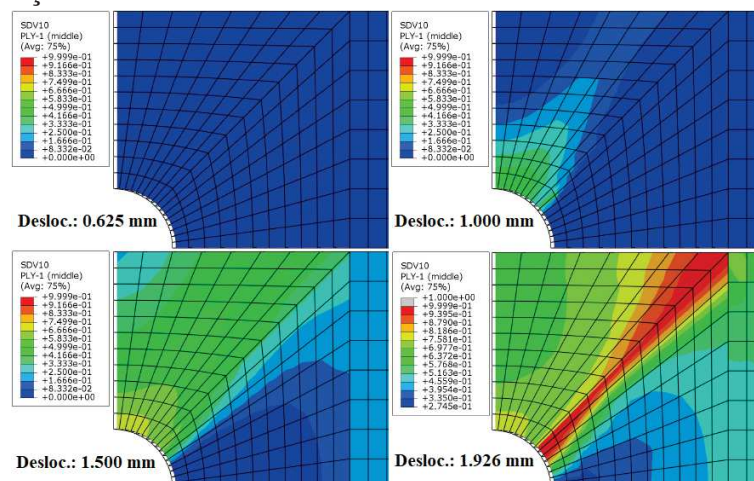 SDV10
PLY-1 (middle)
(Avg: 75%)
+9.999e-01
+9.166e-01
+8.333e-01
+7.499e-01
+6.666e-01
+5.833e-01
+4.999e-01
+4.166e-01
+3.333e-01
+2.500e-01
+1.666e-01
+8.332e-02
+0.000e+00
Desloc.: 0.625 mm
SDV10
PLY-1 (middle)
(Avg: 75%)
+9.999e-01
+9.166e-01
+8.333e-01
+7.499e-01
+6.666e-01
+5.833e-01
+4.999e-01
+4.166e-01
+3.333e-01
+2.500e-01
+1.666e-01
+8.332e-02
+0.000e+00
Desloc.: 1.000 mm
SDV10
PLY-1 (middle)
(Avg: 75%)
+9.999e-01
+9.166e-01
+8.333e-01
+7.499e-01
+6.666e-01
+5.833e-01
+4.999e-01
+4.166e-01
+3.333e-01
+2.500e-01
+1.666e-01
+8.332e-02
+0.000e+00
Desloc.: 1.500 mm
SDV10
PLY-1 (middle)
(Avg: 75%)
+1.000e+00
+9.999e-01
+9.395e-01
+8.790e-01
+8.186e-01
+7.581e-01
+6.977e-01
+6.372e-01
+5.768e-01
+5.163e-01
+4.559e-01
+3.954e-01
+3.350e-01
+2.745e-01
Desloc.: 1.926 mm